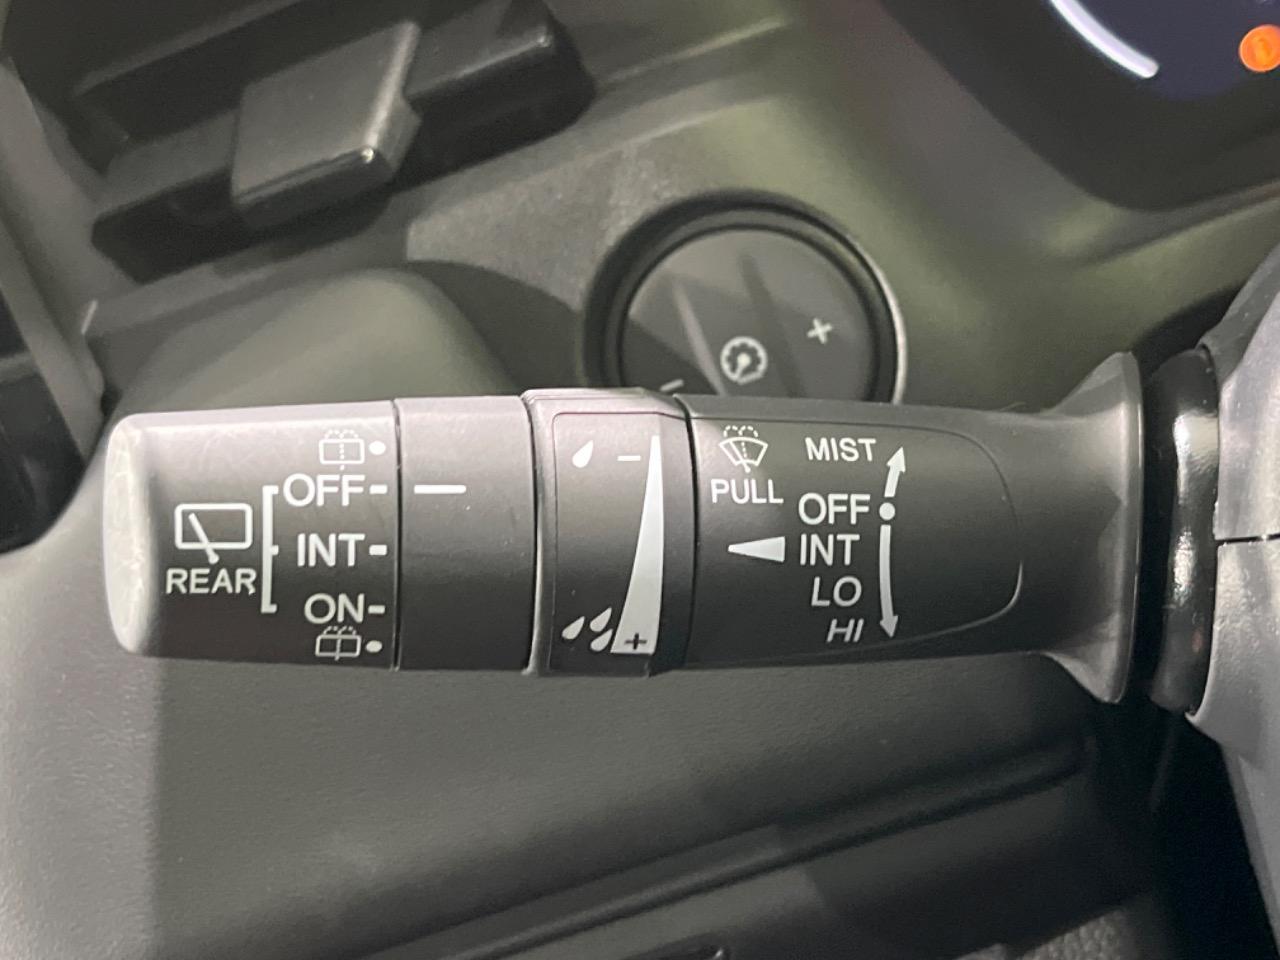 REAR
OFF-
INT-
ON-
−
+
PULL
MIST
OFF
INT
LO
HI
+
−